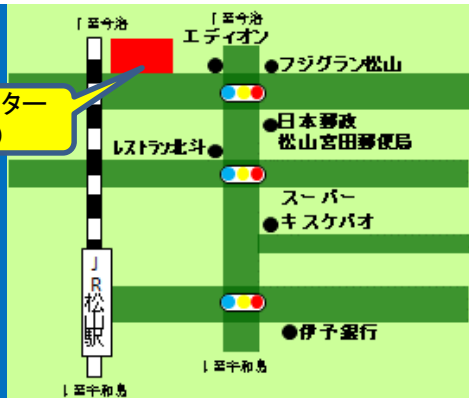 ⌈至今治
⌈至今治
エディオン
フジグラン松山
ター
)
日本郵政
松山宮田郵便局
レストラン北斗
スーパー
キスケパオ
JR松山駅
伊予銀行
⌊至宇和島
⌊至宇和島